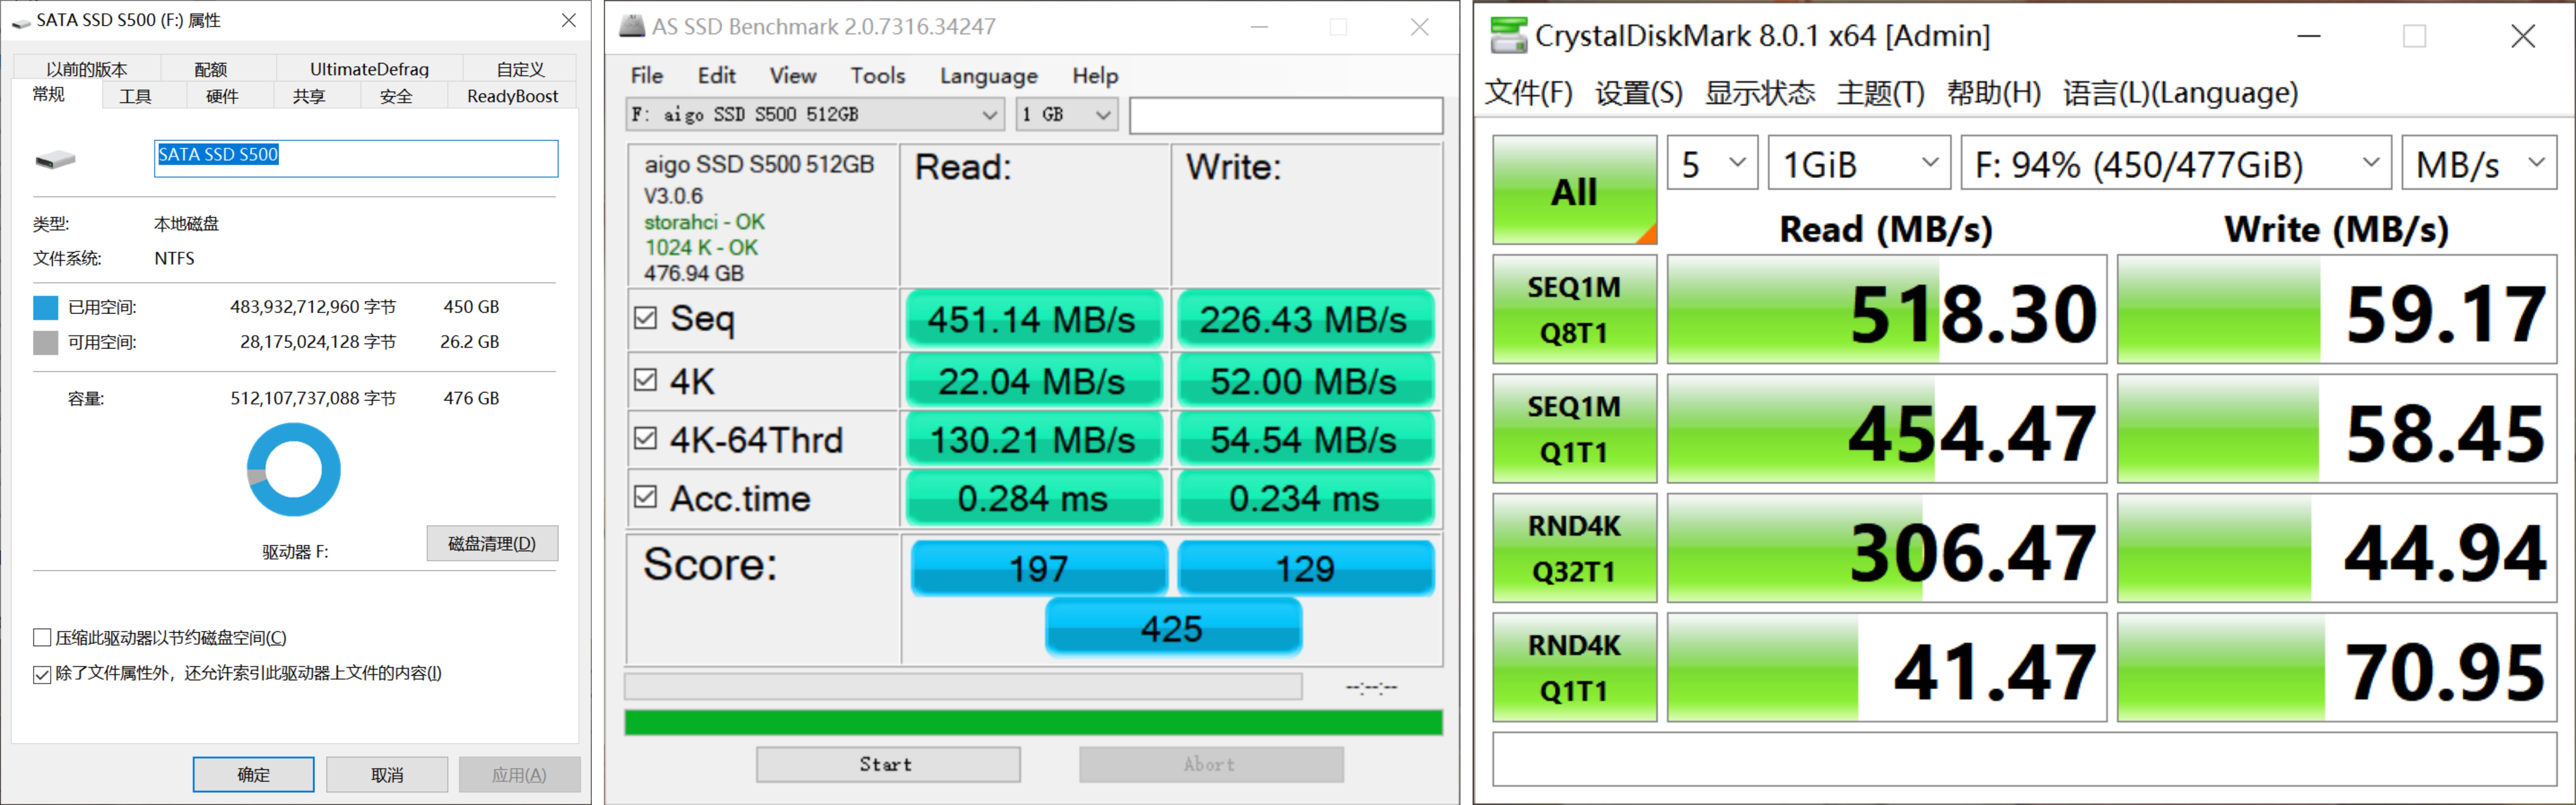 SATA SSD S500 (F:) 属性
以前的版本 配额 UltimateDefrag 自定义
常规 工具 硬件 共享 安全 ReadyBoost
SATA SSD S500
类型: 本地磁盘
文件系统: NTFS
已用空间: 483,932,712,960 字节 450 GB
可用空间: 28,175,024,128 字节 26.2 GB
容量: 512,107,737,088 字节 476 GB
驱动器 F: 磁盘清理(D)
压缩此驱动器以节约磁盘空间(C)
除了文件属性外，还允许索引此驱动器上文件的内容(I)
确定 取消 应用(A)
AS SSD Benchmark 2.0.7316.34247
File Edit View Tools Language Help
F: aigo SSD S500 512GB 1 GB
aigo SSD S500 512GB Read: Write:
V3.0.6
storahci - OK
1024 K - OK
476.94 GB
Seq 451.14 MB/s 226.43 MB/s
4K 22.04 MB/s 52.00 MB/s
4K-64Thrd 130.21 MB/s 54.54 MB/s
Acc.time 0.284 ms 0.234 ms
Score: 197 129
425
--:--:--
Start Abort
CrystalDiskMark 8.0.1 x64 [Admin]
文件(F) 设置(S) 显示状态 主题(T) 帮助(H) 语言(L)(Language)
All 5 1GiB F: 94% (450/477GiB) MB/s
Read (MB/s) Write (MB/s)
SEQ1M
Q8T1 518.30 59.17
SEQ1M
Q1T1 454.47 58.45
RND4K
Q32T1 306.47 44.94
RND4K
Q1T1 41.47 70.95